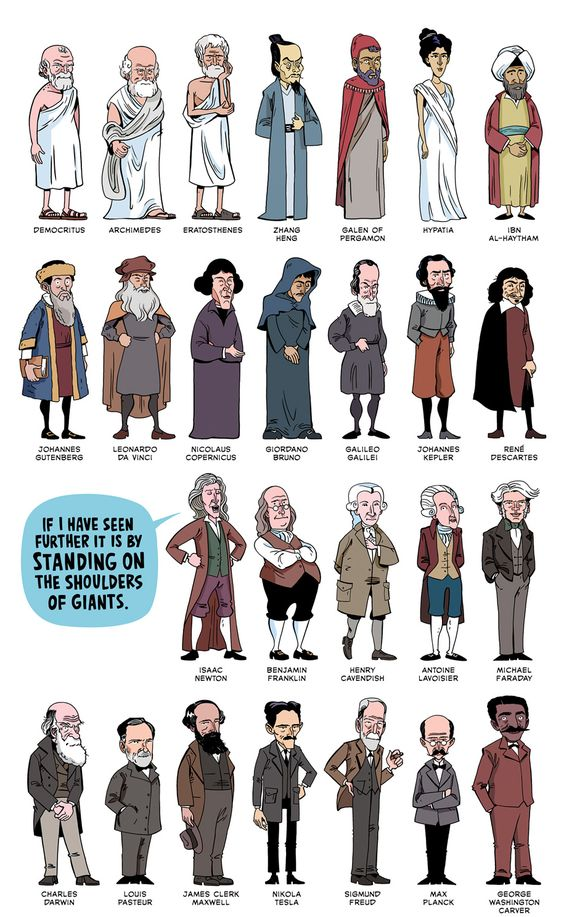 DEMOCRITUS
ARCHIMEDES
ERATOSTHENES
ZHANG
HENG
GALEN OF
PERGAMON
HYPATIA
IBN
AL-HAYTHAM
JOHANNES
GUTENBERG
LEONARDO
DA VINCI
NICOLAUS
COPERNICUS
GIORDANO
BRUNO
GALILEO
GALILEI
JOHANNES
KEPLER
RENÉ
DESCARTES
IF I HAVE SEEN
FURTHER IT IS BY
STANDING ON
THE SHOULDERS
OF GIANTS.
ISAAC
NEWTON
BENJAMIN
FRANKLIN
HENRY
CAVENDISH
ANTOINE
LAVOISIER
MICHAEL
FARADAY
CHARLES
DARWIN
LOUIS
PASTEUR
JAMES CLERK
MAXWELL
NIKOLA
TESLA
SIGMUND
FREUD
MAX
PLANCK
GEORGE
WASHINGTON
CARVER